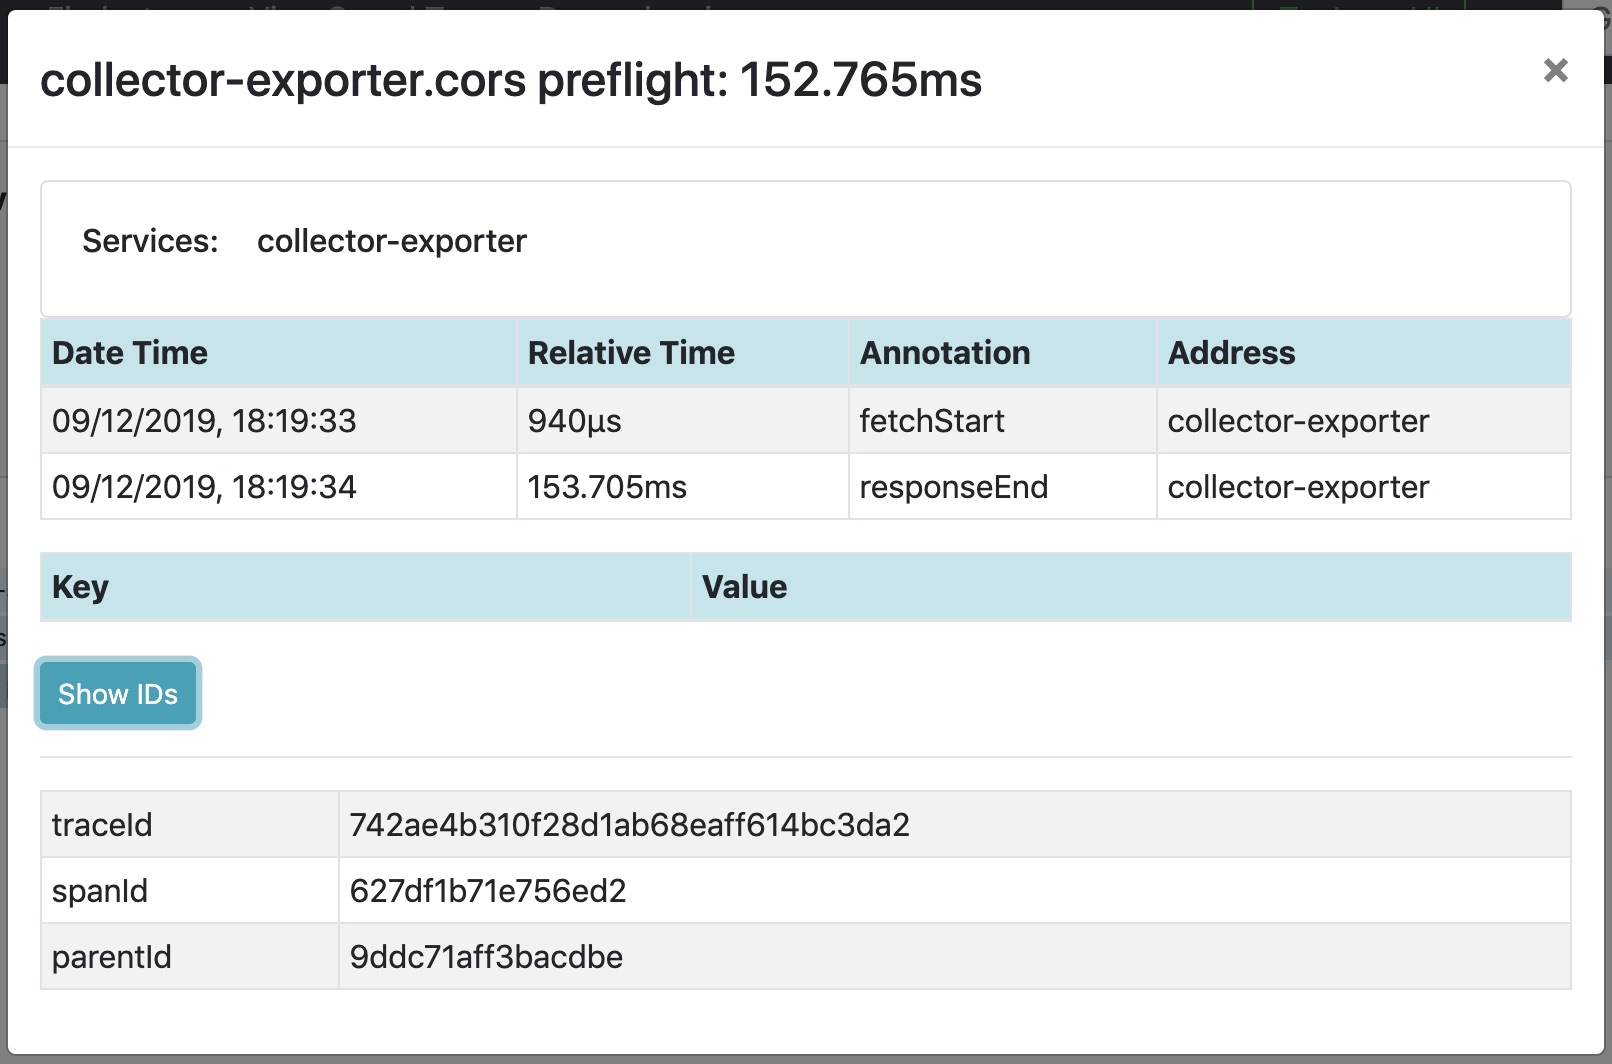 collector-exporter.cors preflight: 152.765ms
×
Services: collector-exporter
Date Time Relative Time Annotation Address
09/12/2019, 18:19:33 940μs fetchStart collector-exporter
09/12/2019, 18:19:34 153.705ms responseEnd collector-exporter
Key Value
Show IDs
traceId 742ae4b310f28d1ab68eaff614bc3da2
spanId 627df1b71e756ed2
parentId 9ddc71aff3bacdbe